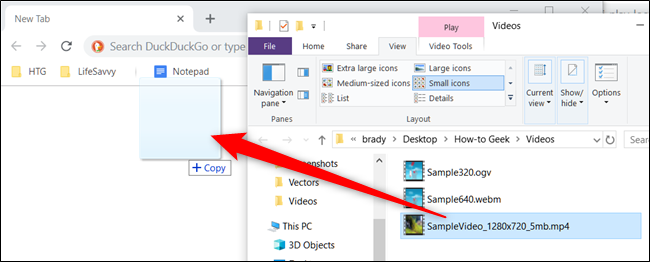 New Tab
Search DuckDuckGo or type
HTG LifeSavvy Notepad
+ Copy
Play Videos
File Home Share View Video Tools
Navigation pane
Panes
Extra large icons Large icons
Medium-sized icons Small icons
List Details
Layout
Current view
Show/ hide
Options
« brady > Desktop > How-to Geek > Videos
Vectors
Videos
This PC
3D Objects
Sample320.ogv
Sample640.webm
SampleVideo_1280x720_5mb.mp4